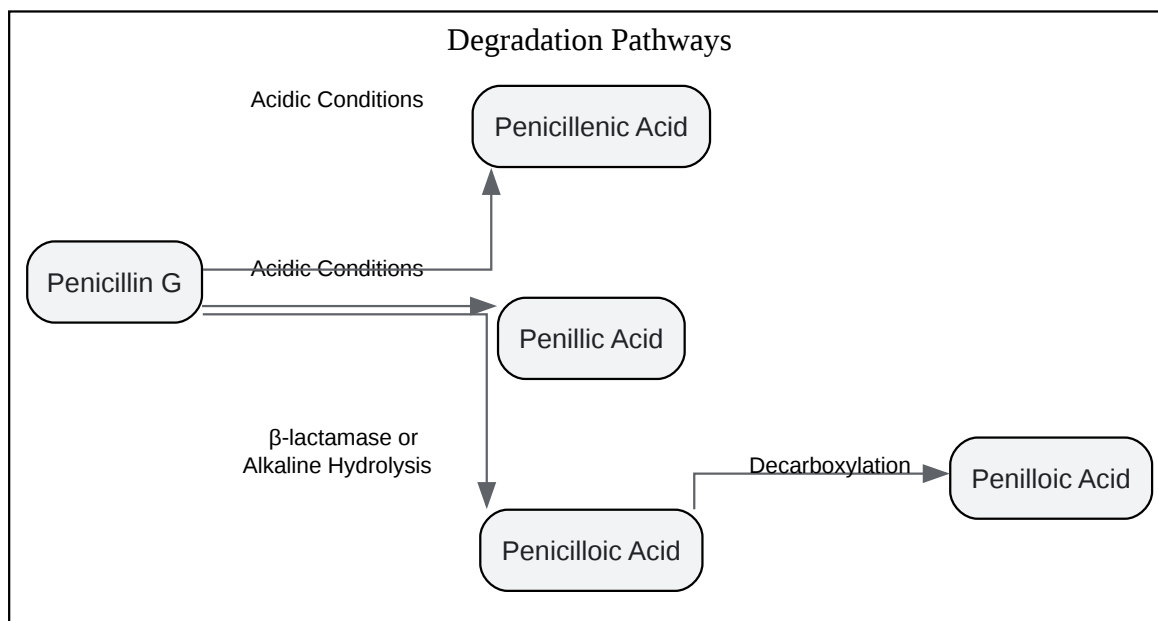 Degradation Pathways
Acidic Conditions
Penicillenic Acid
Penicillin G
Acidic Conditions
Penillic Acid
β-lactamase or
Alkaline Hydrolysis
Decarboxylation
Penilloic Acid
Penicilloic Acid